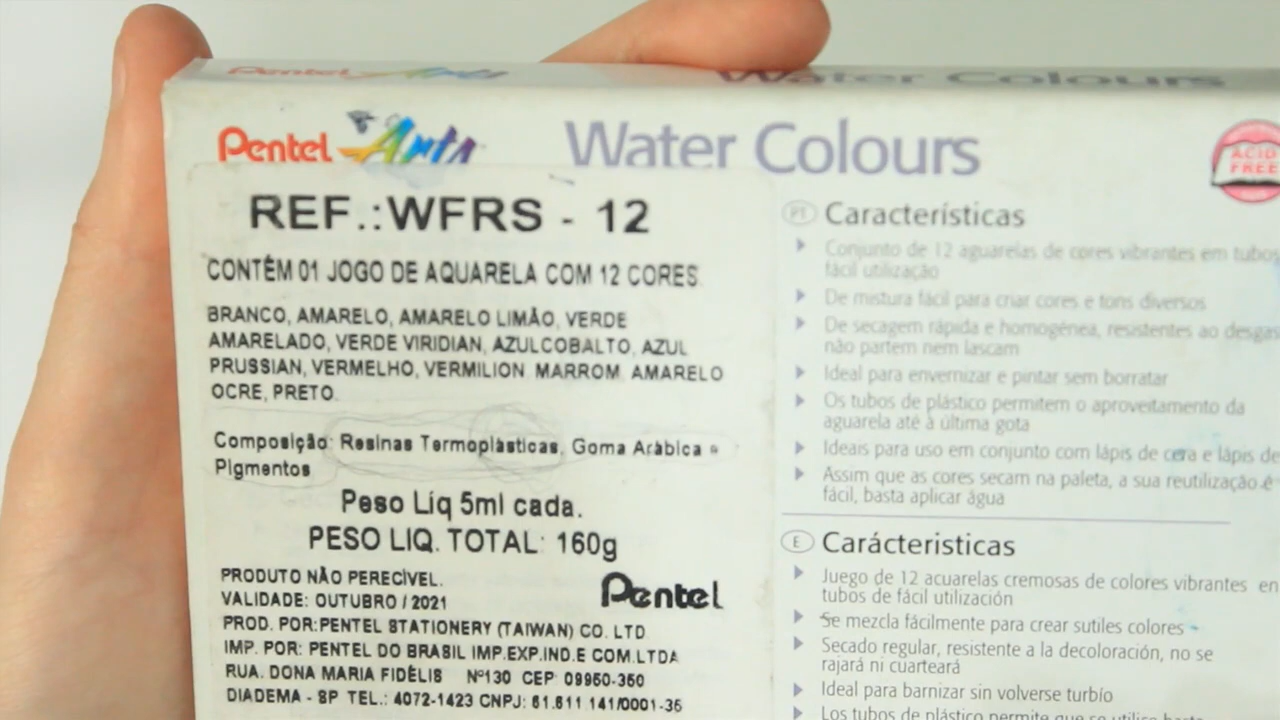 Pentel Arts Water Colours
Pentel Arts
Water Colours
ACID
FREE
REF.:WFRS - 12
CONTÉM 01 JOGO DE AQUARELA COM 12 CORES
BRANCO, AMARELO, AMARELO LIMÃO, VERDE
AMARELADO, VERDE VIRIDIAN, AZULCOBALTO, AZUL
PRUSSIAN, VERMELHO, VERMILION MARROM, AMARELO
OCRE, PRETO.
Composição: Resinas Termoplásticas, Goma Arábica e
Pigmentos
Peso Líq 5ml cada.
PESO LIQ. TOTAL: 160g
PRODUTO NÃO PERECÍVEL.
VALIDADE: OUTUBRO / 2021
Pentel
PROD. POR:PENTEL STATIONERY (TAIWAN) CO. LTD
IMP. POR: PENTEL DO BRASIL IMP.EXP.IND.E COM.LTDA
RUA. DONA MARIA FIDÉLIS Nº130 CEP 09960-350
DIADEMA - SP TEL.: 4072-1423 CNPJ: 61.611.141/0001-36
PT Características
Conjunto de 12 aguarelas de cores vibrantes em tubos
fácil utilização
De mistura fácil para criar cores e tons diversos
De secagem rápida e homogénea, resistentes ao desgas
não partem nem lascam
Ideal para envernizar e pintar sem borratar
Os tubos de plástico permitem o aproveitamento da
aguarela até à última gota
Ideais para uso em conjunto com lápis de cera e lápis de
Assim que as cores secam na paleta, a sua reutilização é
fácil, basta aplicar água
E Carácteristicas
Juego de 12 acuarelas cremosas de colores vibrantes en
tubos de fácil utilización
Se mezcla fácilmente para crear sutiles colores
Secado regular, resistente a la decoloración, no se
rajará ni cuarteará
Ideal para barnizar sin volverse turbío
Los tubos de plástico permite que se utilice hasta